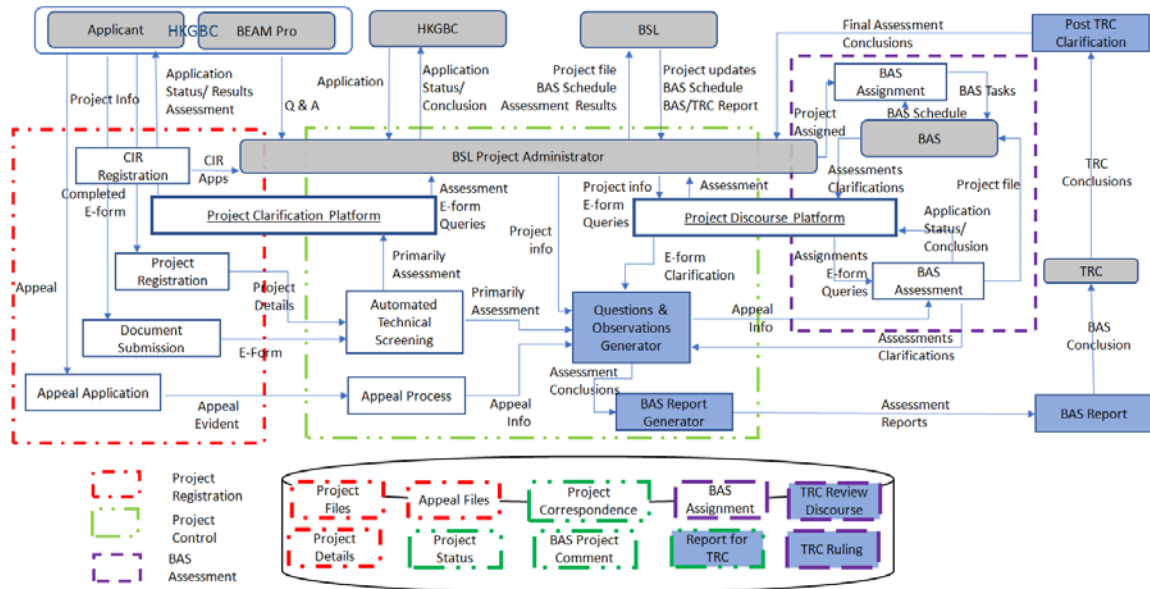 Applicant
HKGBC
BEAM Pro
HKGBC
BSL
Final Assessment
Conclusions
Post TRC
Clarification
Project Info
Application
Status/ Results
Assessment
Q & A
Application
Application
Status/
Conclusion
Project file
BAS Schedule
Assessment Results
Project updates
BAS Schedule
BAS/TRC Report
BAS
Assignment
BAS Tasks
BAS Schedule
Project
Assigned
BAS
CIR
Registration
CIR
Apps
BSL Project Administrator
Completed
E-form
Assessment
E-form
Queries
Project info
E-form
Queries
Assessment
Assessments
Clarifications
Project file
TRC
Conclusions
Project Clarification Platform
Project Discourse Platform
Application
Status/
Conclusion
Project
info
Primarily
Assessment
E-form
Clarification
Assignments
E-form
Queries
BAS
Assessment
TRC
Project
Registration
Appeal
Project
Details
Automated
Technical
Screening
Primarily
Assessment
Questions &
Observations
Generator
Appeal
Info
Document
Submission
E-Form
Assessments
Clarifications
BAS
Conclusion
Appeal Application
Appeal
Evident
Appeal Process
Appeal
Info
Assessment
Conclusions
BAS Report
Generator
Assessment
Reports
BAS Report
Project
Registration
Project
Control
BAS
Assessment
Project
Files
Appeal Files
Project
Correspondence
BAS
Assignment
TRC Review
Discourse
Project
Details
Project
Status
BAS Project
Comment
Report for
TRC
TRC Ruling